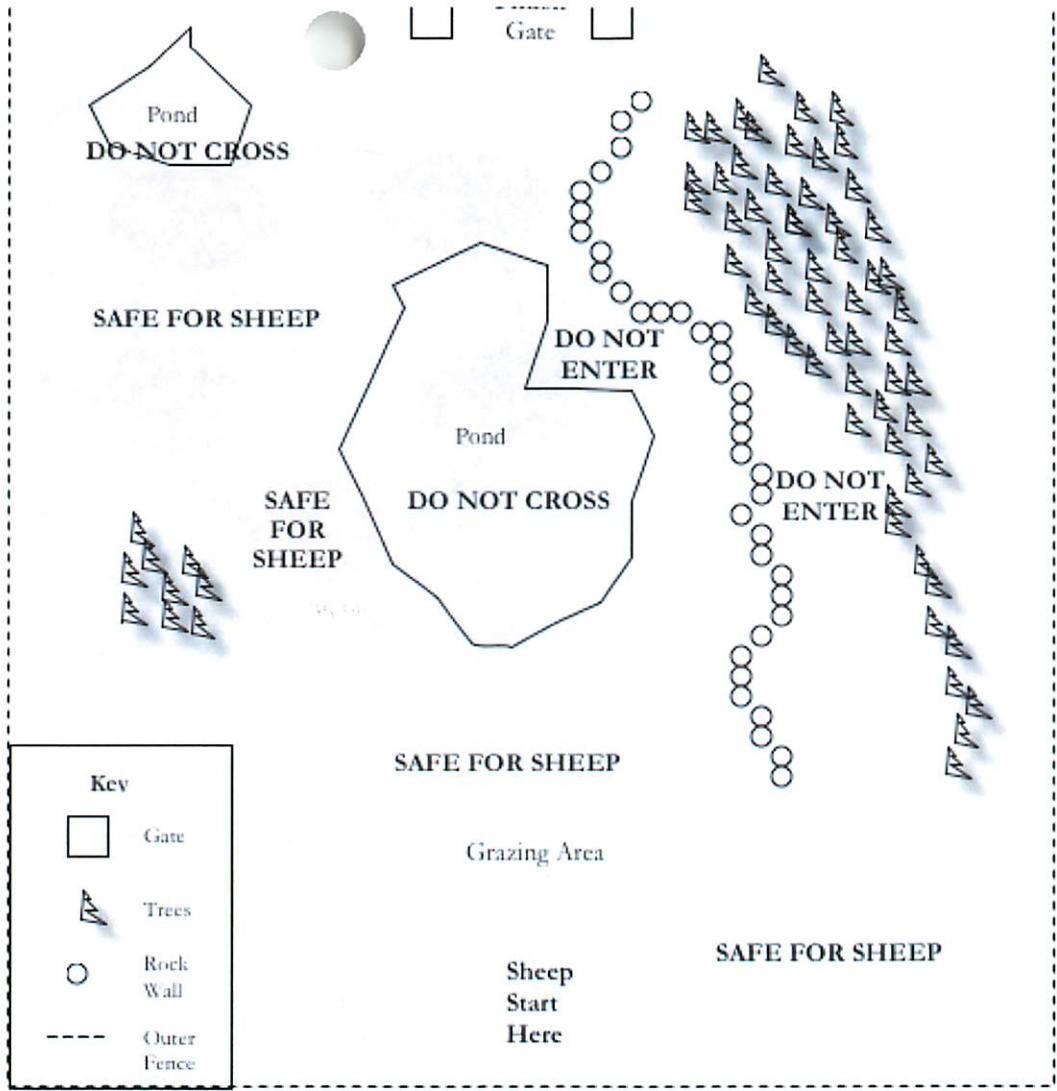 Gate
Pond
DO NOT CROSS
SAFE FOR SHEEP
DO NOT
ENTER
Pond
DO NOT CROSS
SAFE
FOR
SHEEP
DO NOT
ENTER
SAFE FOR SHEEP
Grazing Area
SAFE FOR SHEEP
Sheep
Start
Here
Key
Gate
Trees
Rock
Wall
Outer
Fence